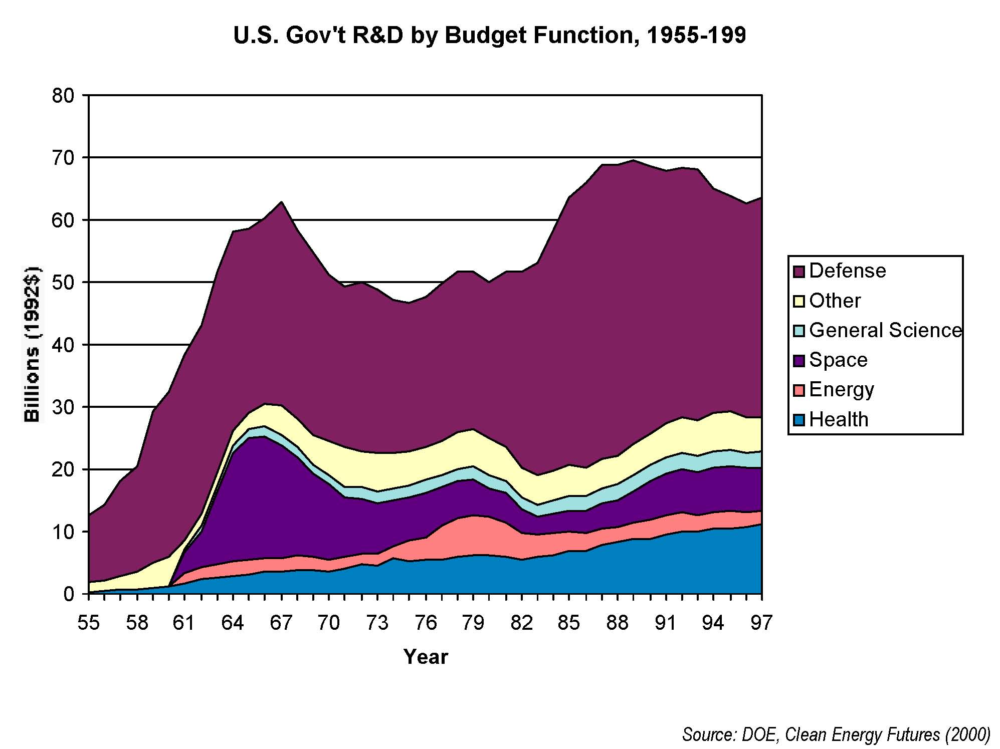 U.S. Gov't R&D by Budget Function, 1955-199
80
70
60
50
40
30
20
10
0
Billions (1992$)
55 58 61 64 67 70 73 76 79 82 85 88 91 94 97
Year
Defense
Other
General Science
Space
Energy
Health
Source: DOE, Clean Energy Futures (2000)